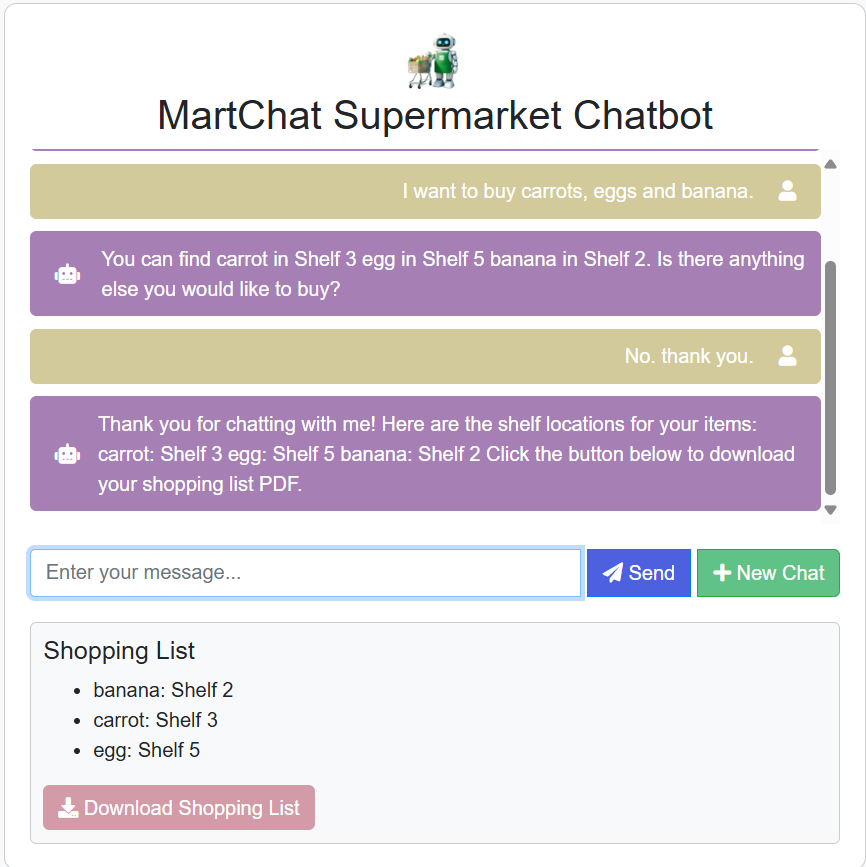 MartChat Supermarket Chatbot
I want to buy carrots, eggs and banana.
You can find carrot in Shelf 3 egg in Shelf 5 banana in Shelf 2. Is there anything
else you would like to buy?
No. thank you.
Thank you for chatting with me! Here are the shelf locations for your items:
carrot: Shelf 3 egg: Shelf 5 banana: Shelf 2 Click the button below to download
your shopping list PDF.
Enter your message... Send New Chat
Shopping List
banana: Shelf 2
carrot: Shelf 3
egg: Shelf 5
Download Shopping List